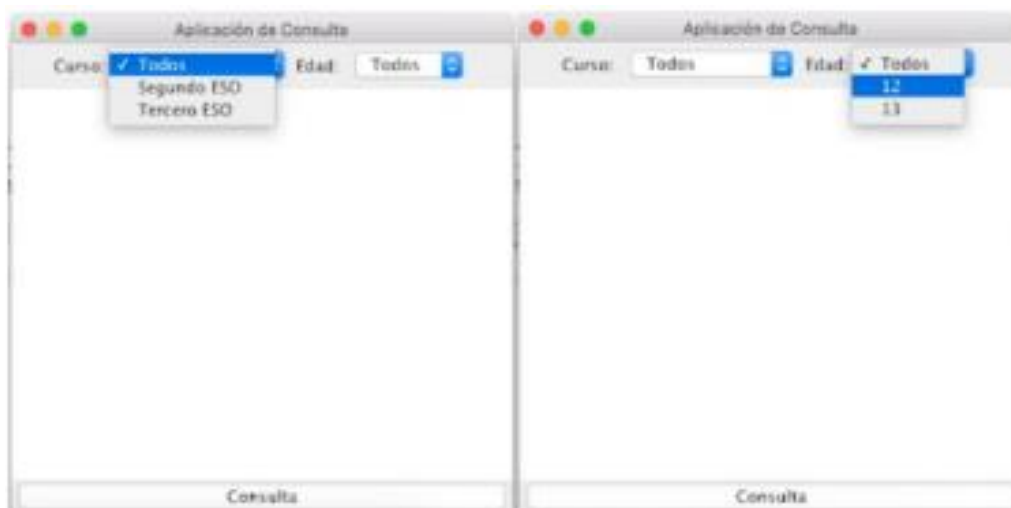 Aplicación de Consulta
Curso: ✓ Todos Edad: Todos
Segundo ESO
Tercero ESO
Consulta
Aplicación de Consulta
Curso: Todos Edad: ✓ Todos
12
13
Consulta